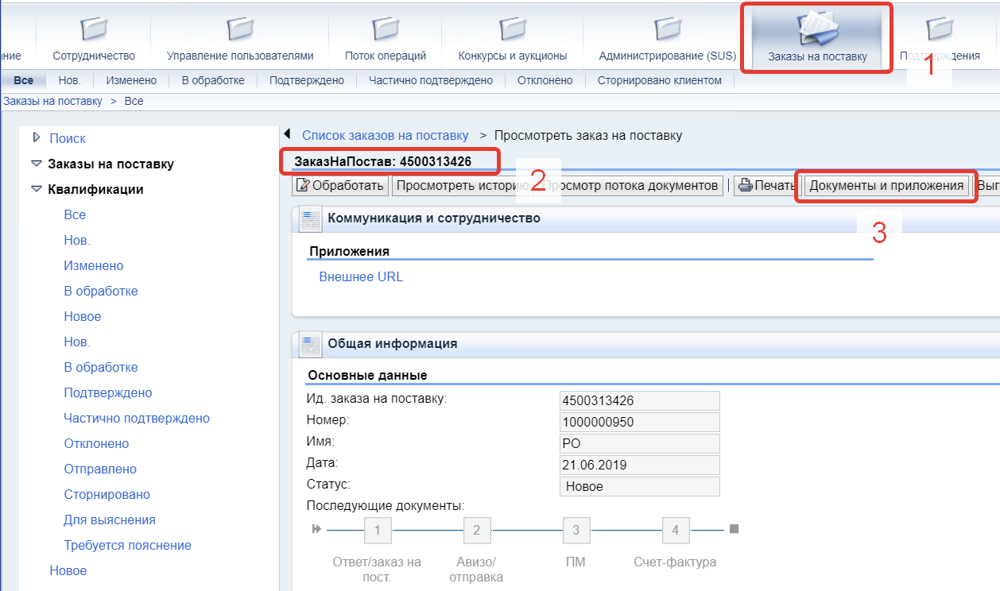 ние
Сотрудничество
Управление пользователями
Поток операций
Конкурсы и аукционы
Администрирование (SUS)
Заказы на поставку
Подтверждения
1
Все Нов. Изменено В обработке Подтверждено Частично подтверждено Отклонено Сторнировано клиентом
Заказы на поставку > Все
Поиск
Заказы на поставку
Квалификации
Все
Нов.
Изменено
В обработке
Новое
Нов.
В обработке
Подтверждено
Частично подтверждено
Отклонено
Отправлено
Сторнировано
Для выяснения
Требуется пояснение
Новое
Список заказов на поставку > Просмотреть заказ на поставку
ЗаказНаПостав: 4500313426
2
Обработать Просмотреть историю Просмотр потока документов Печать Документы и приложения Выг
3
Коммуникация и сотрудничество
Приложения
Внешнее URL
Общая информация
Основные данные
Ид. заказа на поставку: 4500313426
Номер: 1000000950
Имя: PO
Дата: 21.06.2019
Статус: Новое
Последующие документы:
1 2 3 4
Ответ/заказ на пост.
Авизо/ отправка
ПМ
Счет-фактура